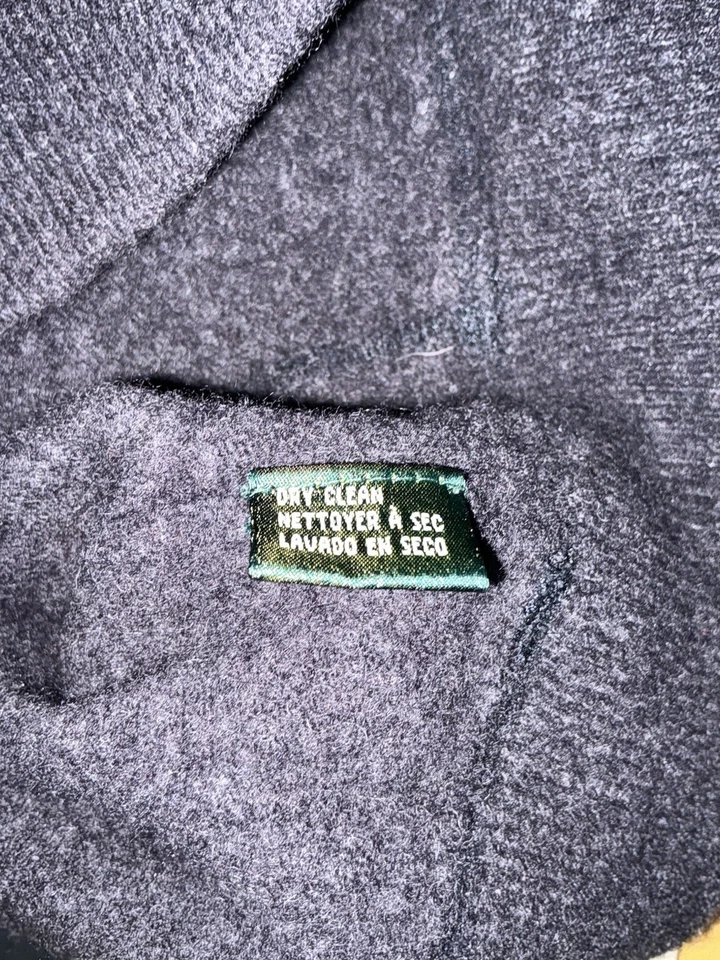 DRY CLEAN
NETTOYER À SEC
LAVADO EN SECO